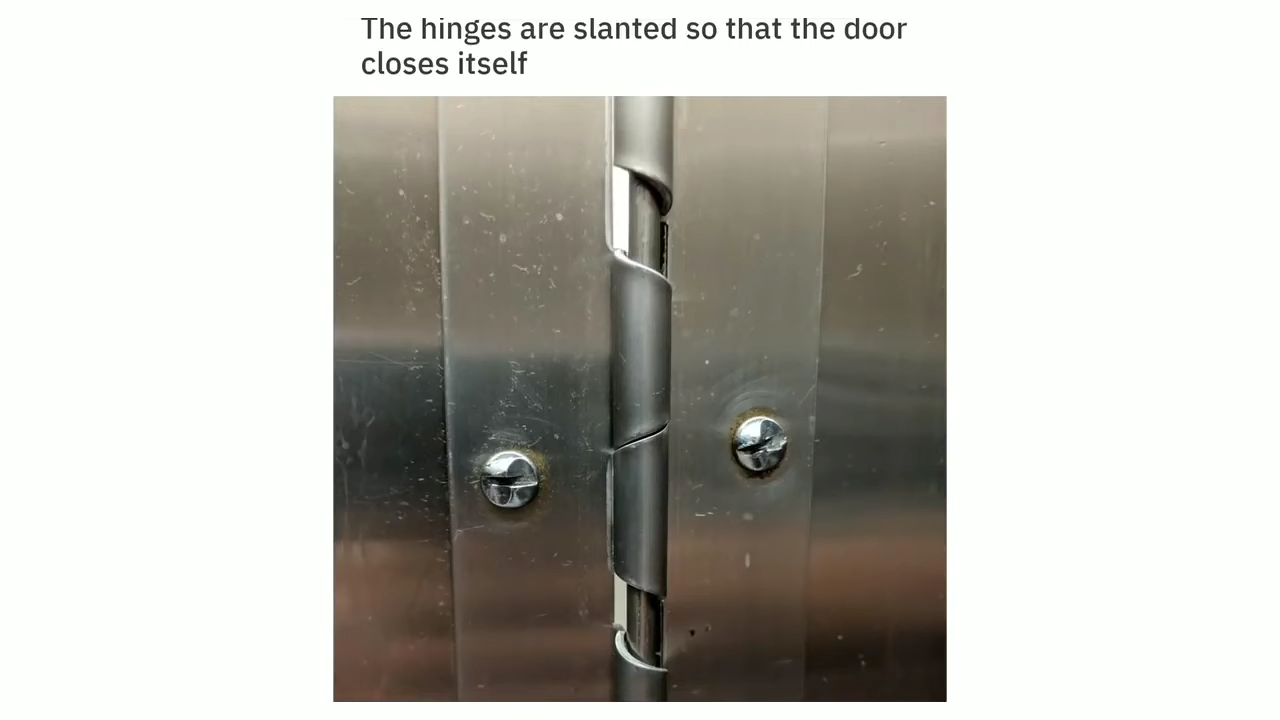 The hinges are slanted so that the door
closes itself